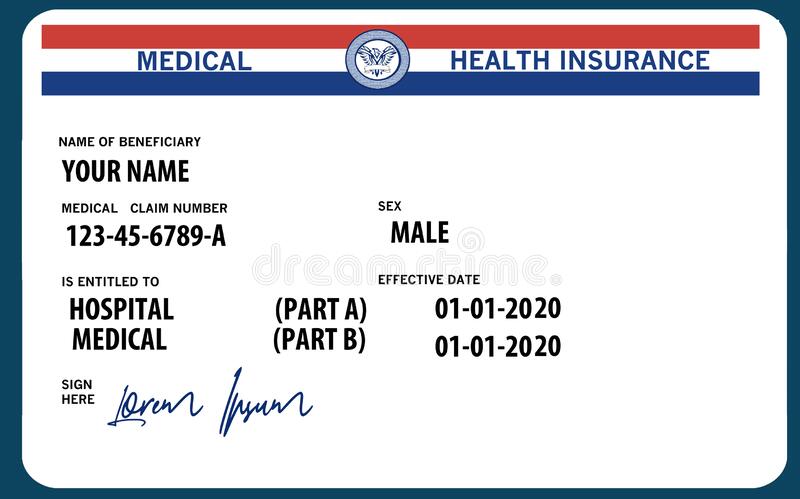 MEDICAL HEALTH INSURANCE
NAME OF BENEFICIARY
YOUR NAME
MEDICAL CLAIM NUMBER SEX
123-45-6789-A MALE
IS ENTITLED TO EFFECTIVE DATE
HOSPITAL (PART A) 01-01-2020
MEDICAL (PART B) 01-01-2020
SIGN
HERE
Lorem Ipsum
dreamstime